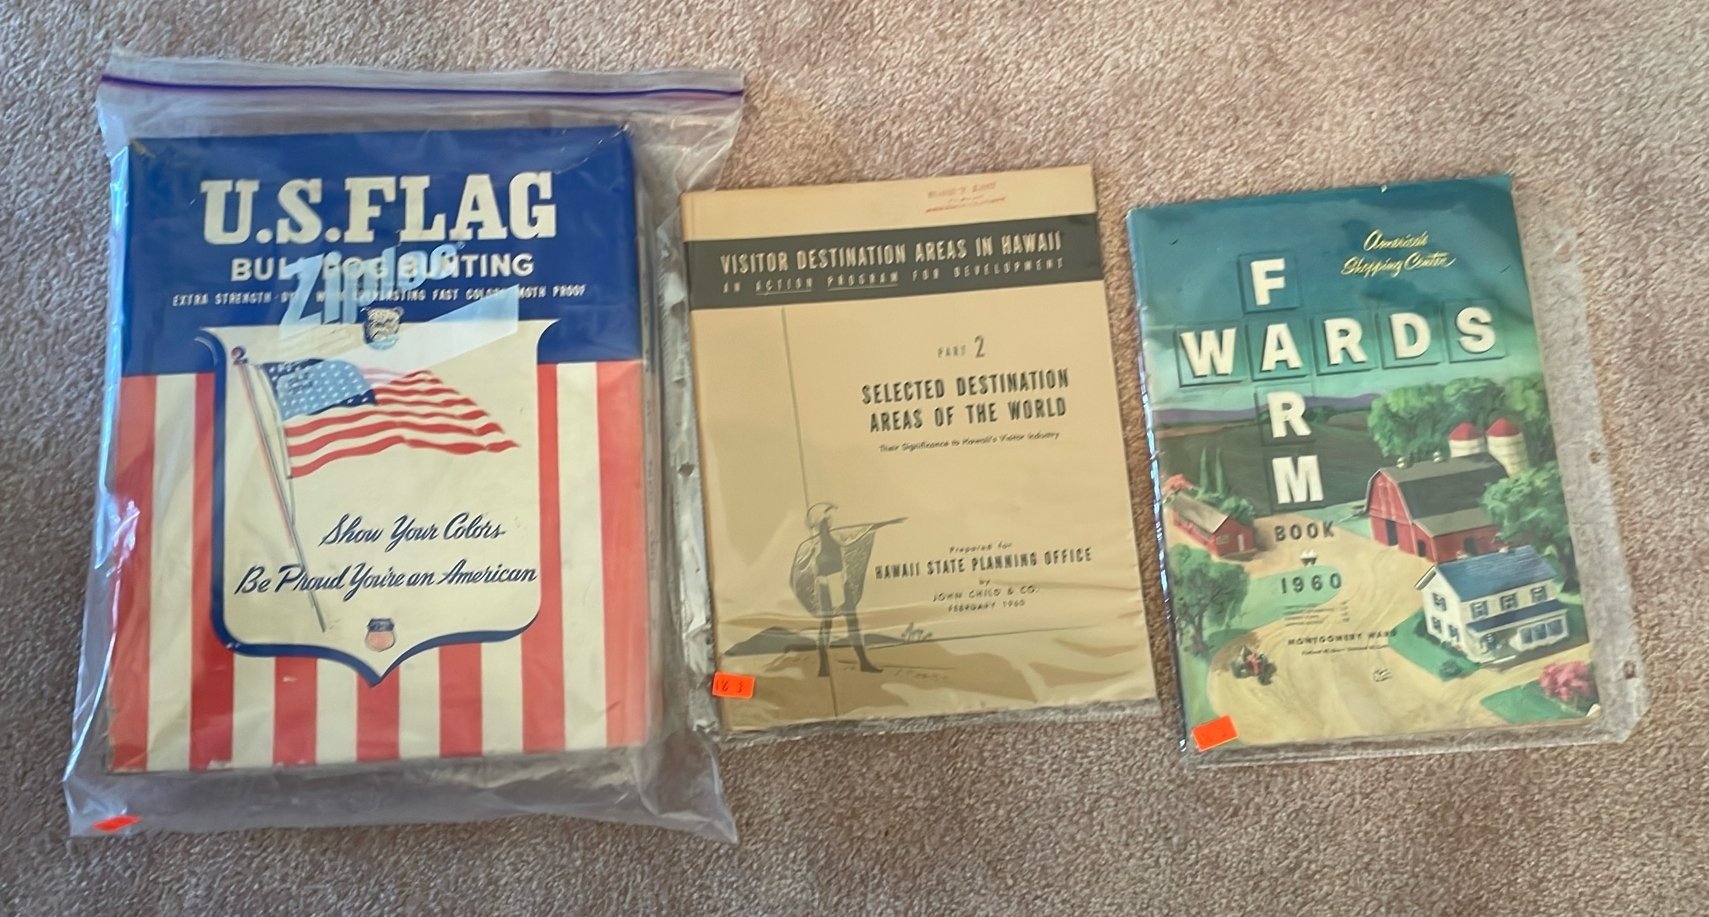 U.S.FLAG
BULLDOG BUNTING
Ziploc®
EXTRA STRENGTH
FAST COLORS MOTH PROOF
Show Your Colors
Be Proud You're an American
VISITOR DESTINATION AREAS IN HAWAII
AN ACTION PROGRAM FOR DEVELOPMENT
PART 2
SELECTED DESTINATION
AREAS OF THE WORLD
Their Significance to Hawaii's Visitor Industry
Prepared for
HAWAII STATE PLANNING OFFICE
by
JOHN CHILD & CO.
FEBRUARY 1960
America's
Shopping Center
F
WARDS
R
M
BOOK
1960
MONTGOMERY WARD